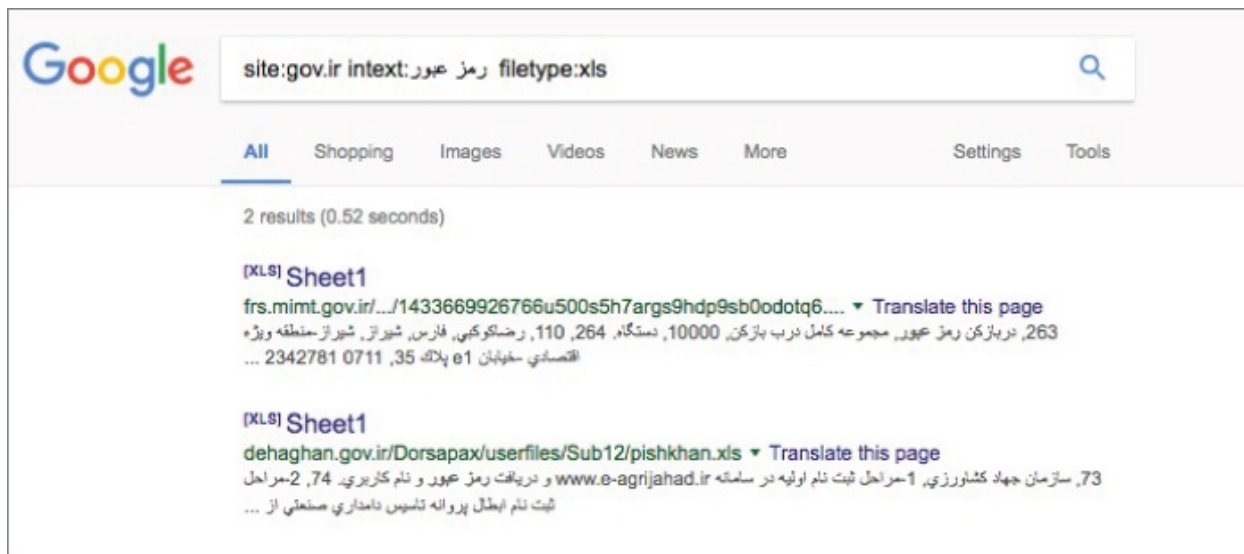 Google
site:gov.ir intext:رمز عبور filetype:xls
All Shopping Images Videos News More Settings Tools
2 results (0.52 seconds)
[XLS] Sheet1
frs.mimt.gov.ir/.../1433669926766u500s5h7args9hdp9sb0odotq6.... ▼ Translate this page
263, دربازكن رمز عبور, مجموعه كامل درب بازكن, 10000, دستگاه. 264, 110, رضاكوكبي, فارس, شيراز, شيراز-منطقه ويژه
اقتصادي -خيابان e1 پلاك 35, 0711 2342781 ...
[XLS] Sheet1
dehaghan.gov.ir/Dorsapax/userfiles/Sub12/pishkhan.xls ▼ Translate this page
73, سازمان جهاد كشاورزي, 1-مراحل ثبت نام اوليه در سامانه www.e-agrijahad.ir و دريافت رمز عبور و نام كاربري. 74, 2-مراحل
ثبت نام ابطال پروانه تاسيس دامداري صنعتي از ...